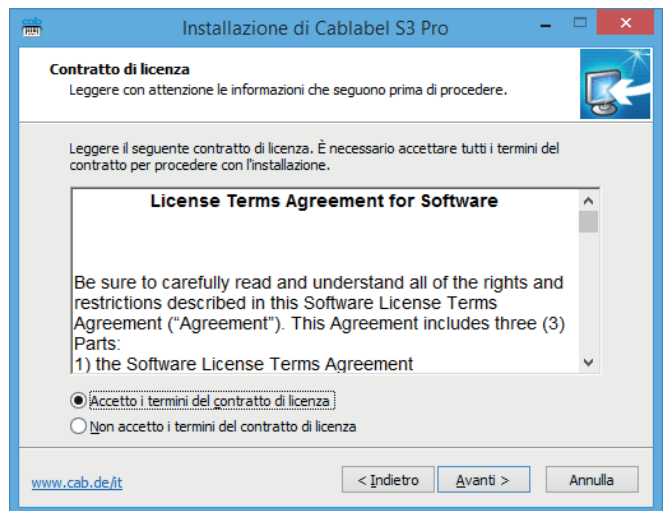 cab
Installazione di Cablabel S3 Pro
Contratto di licenza
Leggere con attenzione le informazioni che seguono prima di procedere.
Leggere il seguente contratto di licenza. È necessario accettare tutti i termini del
contratto per procedere con l'installazione.
License Terms Agreement for Software
Be sure to carefully read and understand all of the rights and
restrictions described in this Software License Terms
Agreement (“Agreement”). This Agreement includes three (3)
Parts:
1) the Software License Terms Agreement
Accetto i termini del contratto di licenza
Non accetto i termini del contratto di licenza
www.cab.de/it
< Indietro
Avanti >
Annulla